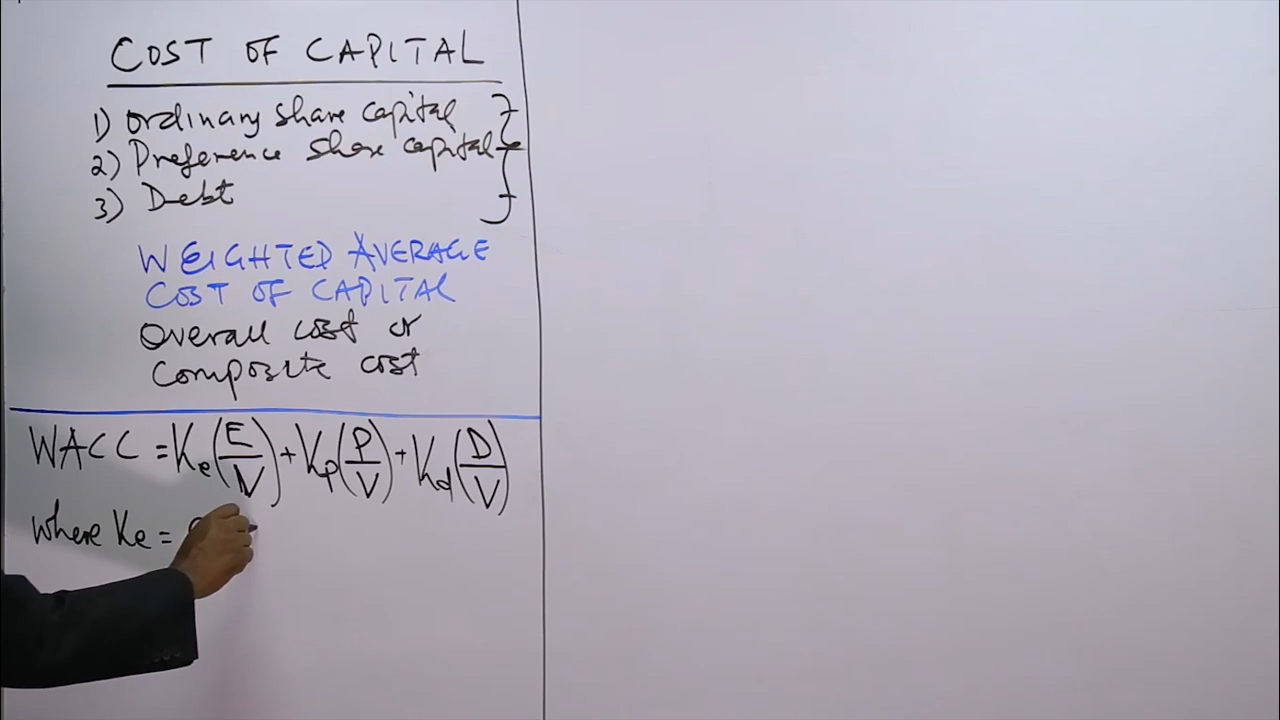 COST OF CAPITAL
1) Ordinary share capital
2) Preference share capital
3) Debt
WEIGHTED AVERAGE
COST OF CAPITAL
Overall cost or
composite cost
WACC = Ke(E/V) + Kp(P/V) + Kd(D/V)
where Ke =